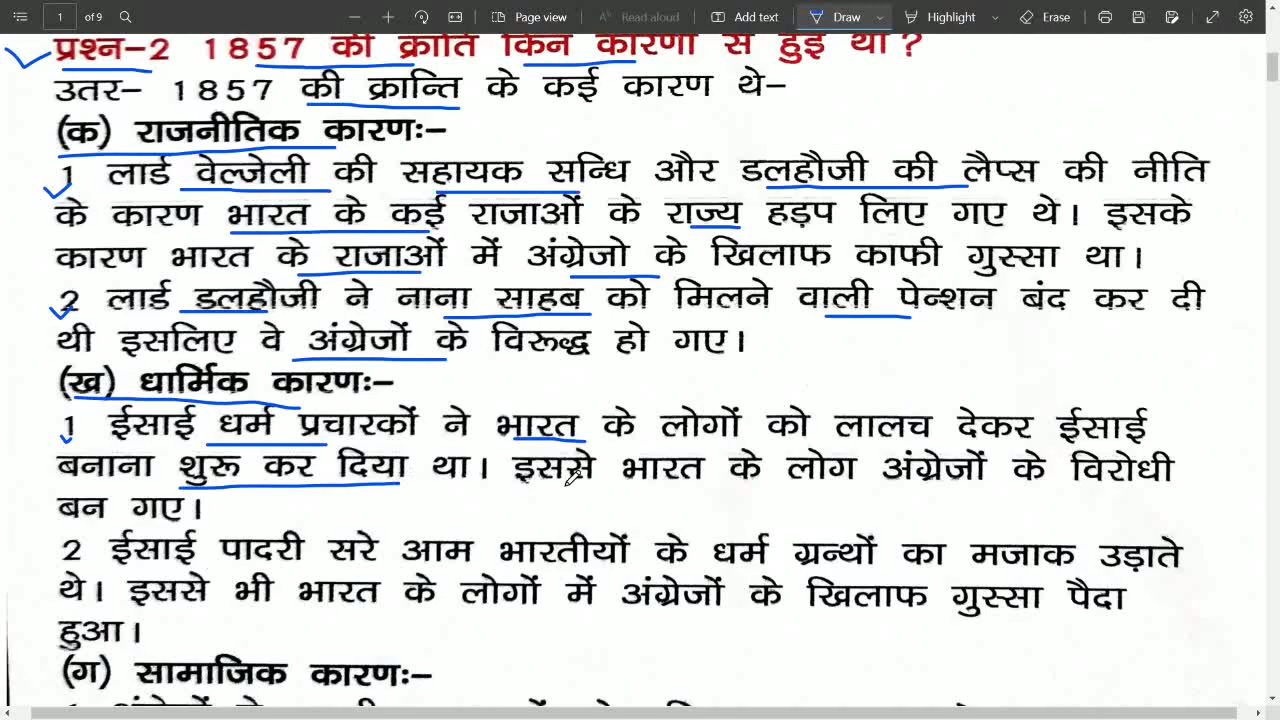 1 of 9 Page view Read aloud Add text Draw Highlight Erase
प्रश्न-2 1857 की क्राति किन कारणों से हुई थी?
उतर- 1857 की क्रान्ति के कई कारण थे-
(क) राजनीतिक कारणः-
1 लार्ड वेल्जेली की सहायक सन्धि और डलहौजी की लैप्स की नीति
के कारण भारत के कई राजाओं के राज्य हड़प लिए गए थे। इसके
कारण भारत के राजाओं में अंग्रेजो के खिलाफ काफी गुस्सा था।
2 लार्ड डलहौजी ने नाना साहब को मिलने वाली पेन्शन बंद कर दी
थी इसलिए वे अंग्रेजों के विरूद्ध हो गए।
(ख) धार्मिक कारणः-
1 ईसाई धर्म प्रचारकों ने भारत के लोगों को लालच देकर ईसाई
बनाना शुरू कर दिया था। इससे भारत के लोग अंग्रेजों के विरोधी
बन गए।
2 ईसाई पादरी सरे आम भारतीयों के धर्म ग्रन्थों का मजाक उड़ाते
थे। इससे भी भारत के लोगों में अंग्रेजों के खिलाफ गुस्सा पैदा
हुआ।
(ग) सामाजिक कारणः-